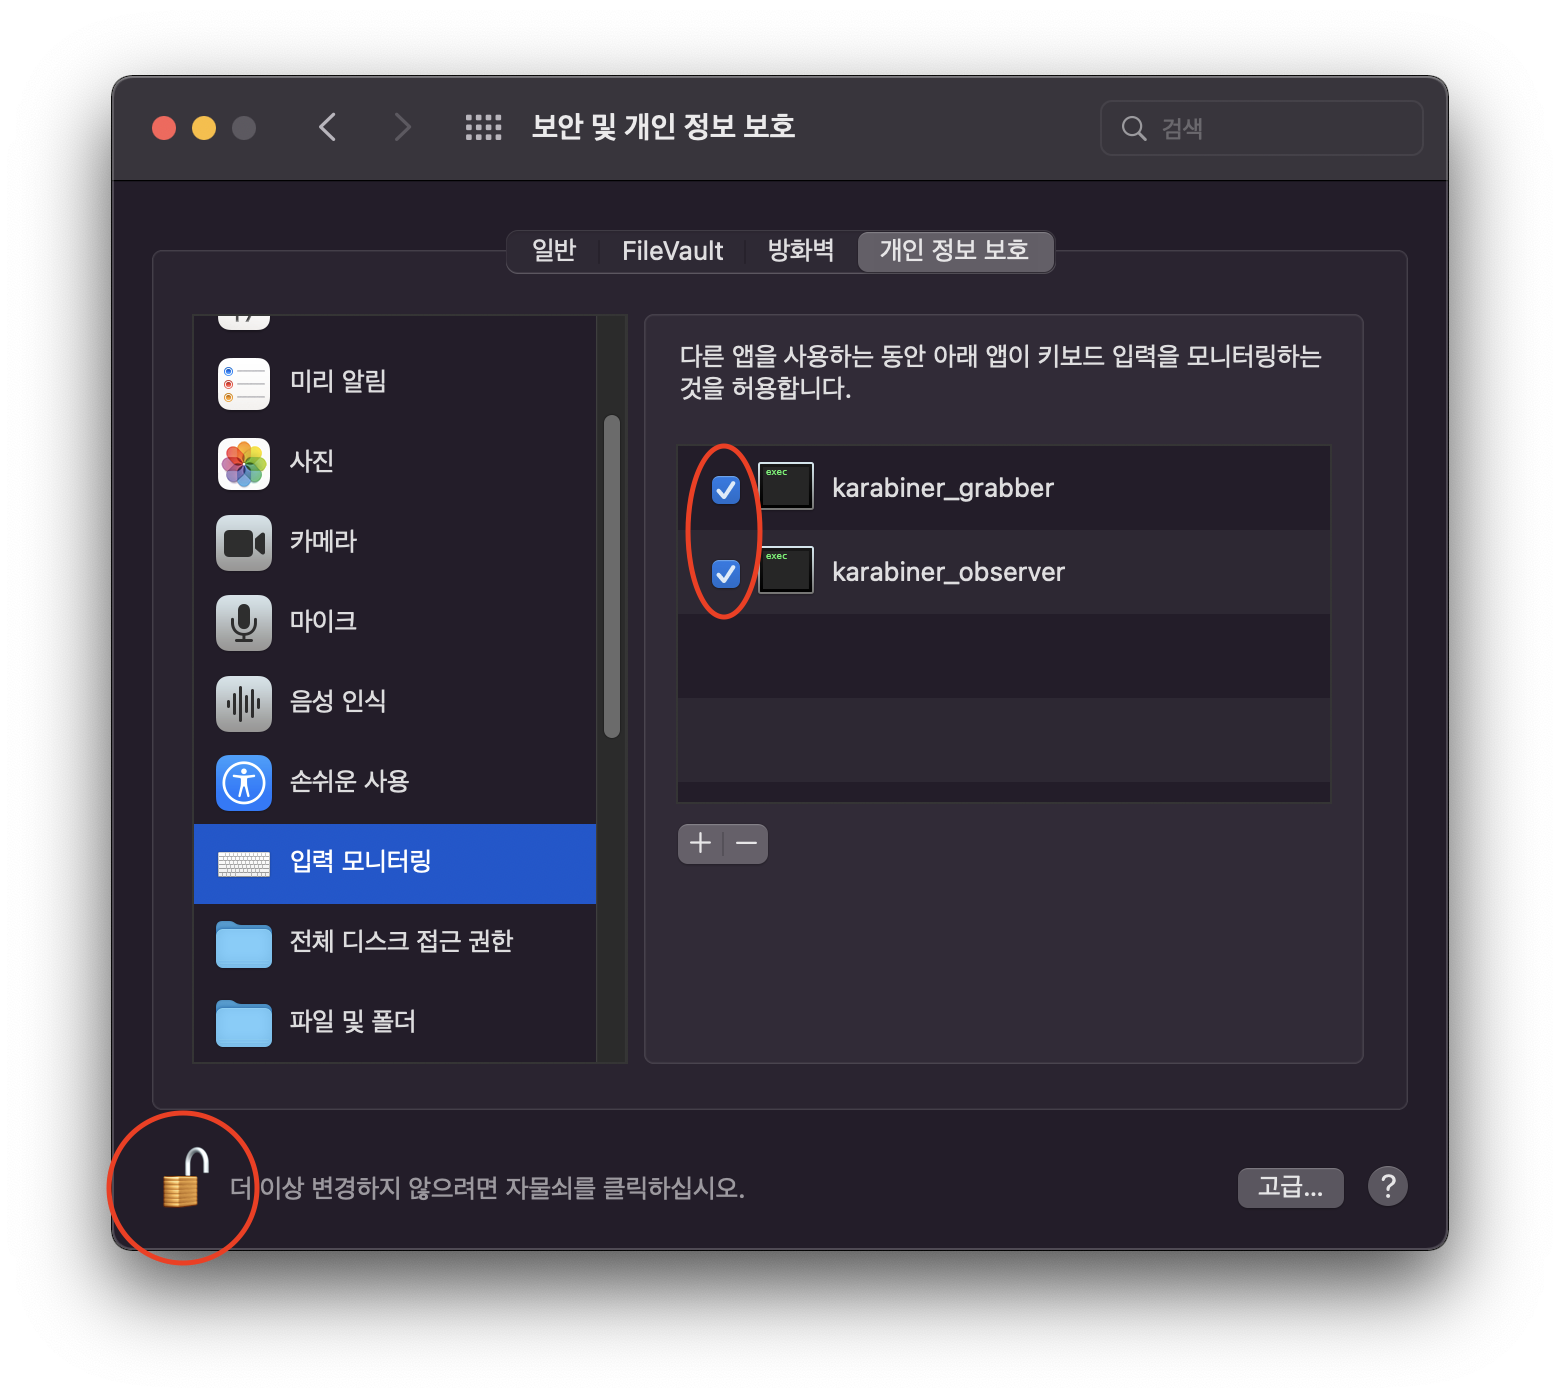 보안 및 개인 정보 보호
검색
일반
FileVault
방화벽
개인 정보 보호
미리 알림
사진
카메라
마이크
음성 인식
손쉬운 사용
입력 모니터링
전체 디스크 접근 권한
파일 및 폴더
다른 앱을 사용하는 동안 아래 앱이 키보드 입력을 모니터링하는
것을 허용합니다.
exec
karabiner_grabber
exec
karabiner_observer
더 이상 변경하지 않으려면 자물쇠를 클릭하십시오.
고급...
?